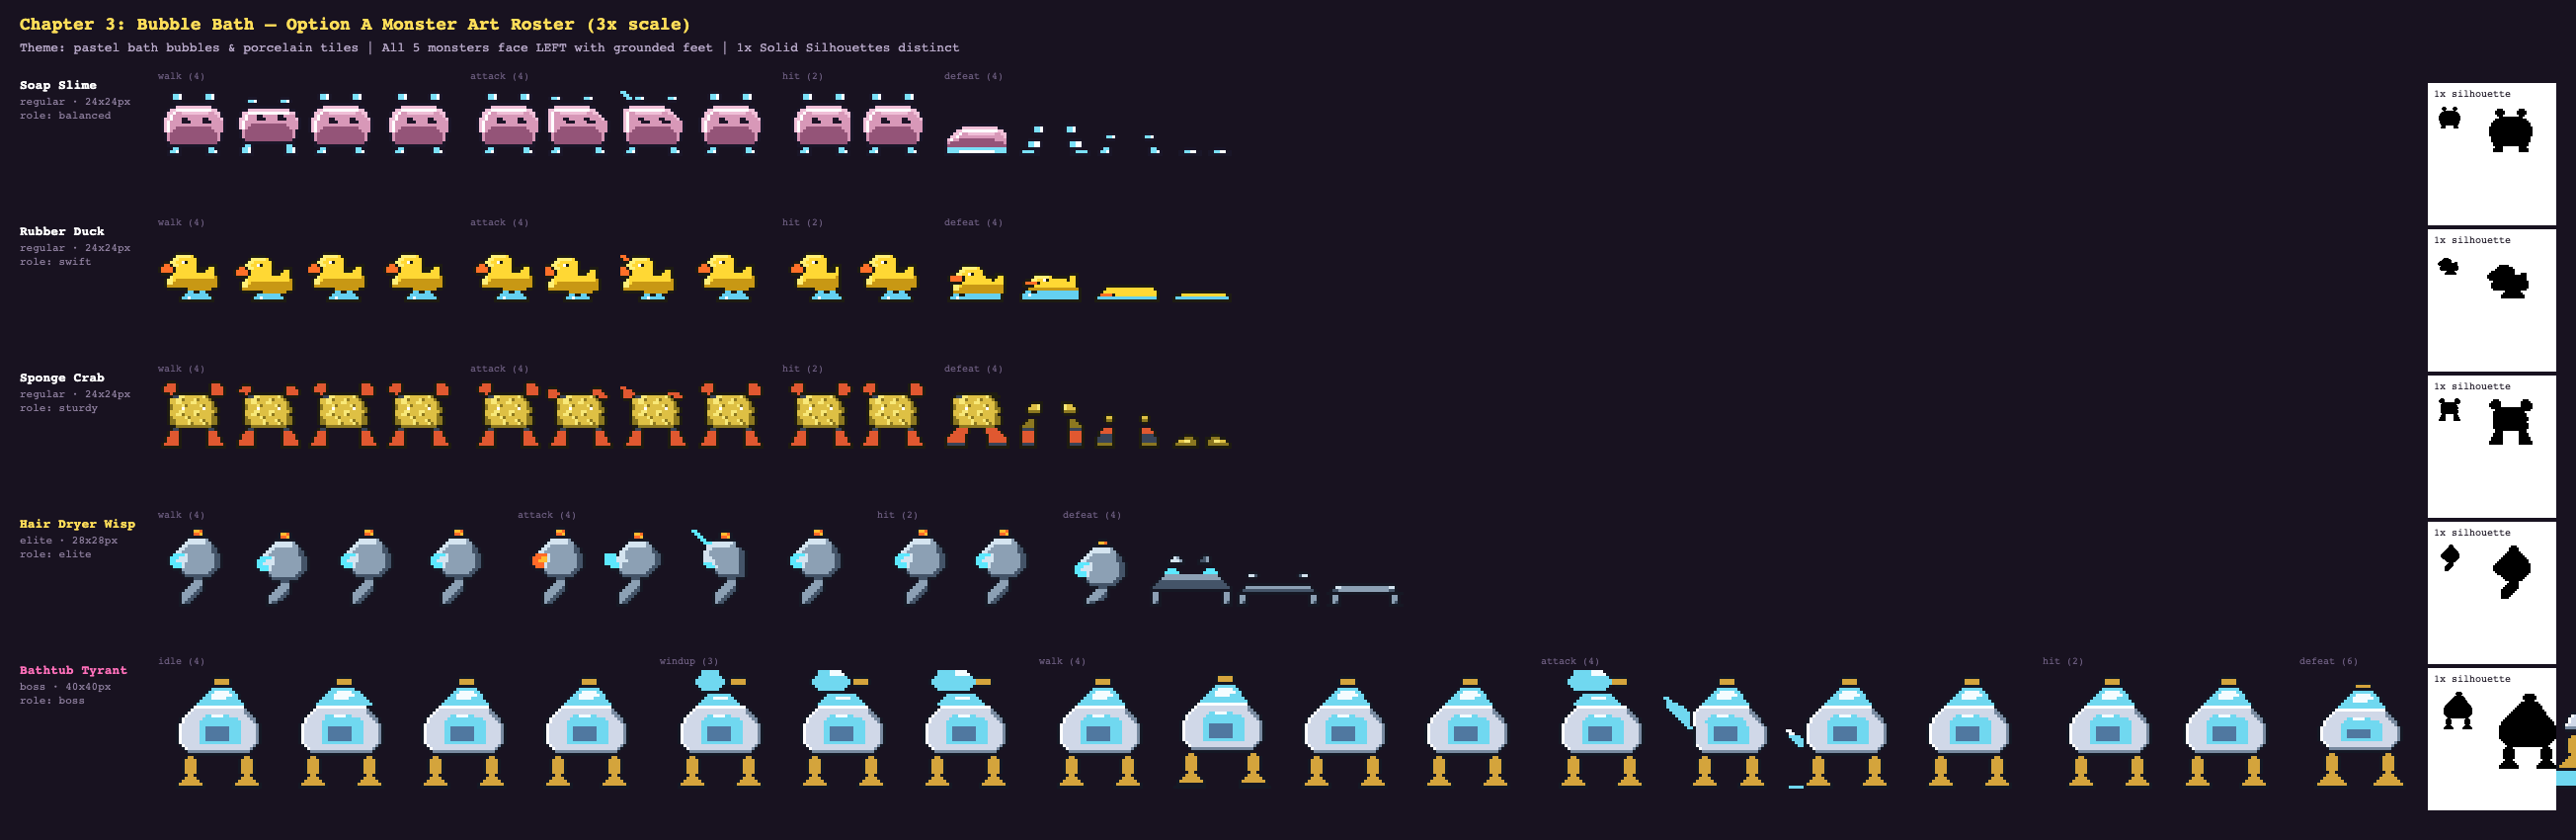 Chapter 3: Bubble Bath — Option A Monster Art Roster (3x scale)
Theme: pastel bath bubbles & porcelain tiles | All 5 monsters face LEFT with grounded feet | 1x Solid Silhouettes distinct
Soap Slime
regular · 24x24px
role: balanced
walk (4)
attack (4)
hit (2)
defeat (4)
1x silhouette
Rubber Duck
regular · 24x24px
role: swift
walk (4)
attack (4)
hit (2)
defeat (4)
1x silhouette
Sponge Crab
regular · 24x24px
role: sturdy
walk (4)
attack (4)
hit (2)
defeat (4)
1x silhouette
Hair Dryer Wisp
elite · 28x28px
role: elite
walk (4)
attack (4)
hit (2)
defeat (4)
1x silhouette
Bathtub Tyrant
boss · 40x40px
role: boss
idle (4)
windup (3)
walk (4)
attack (4)
hit (2)
defeat (6)
1x silhouette